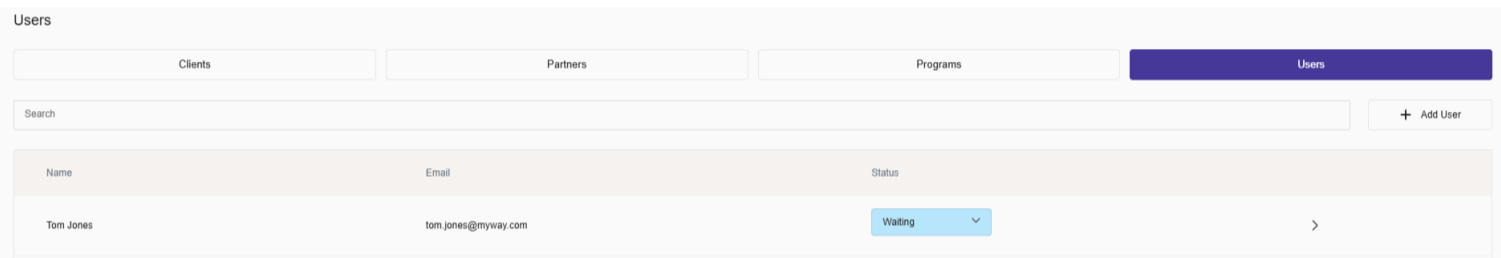 Users
Clients Partners Programs Users
Search + Add User
Name Email Status
Tom Jones tom.jones@myway.com Waiting